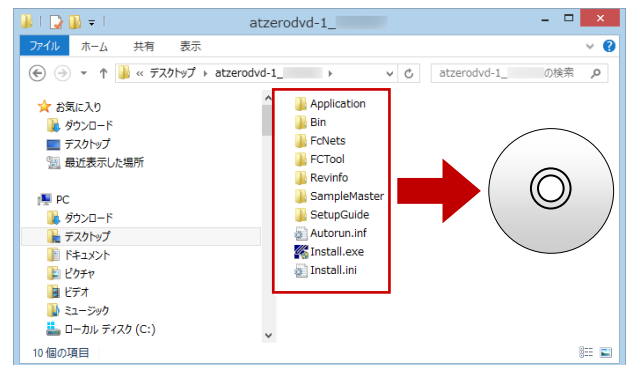 atzerodvd-1_
ファイル ホーム 共有 表示
« デスクトップ atzerodvd-1_ atzerodvd-1_ の検索
お気に入り
ダウンロード
デスクトップ
最近表示した場所
PC
ダウンロード
デスクトップ
ドキュメント
ピクチャ
ビデオ
ミュージック
ローカル ディスク (C:)
Application
Bin
FcNets
FCTool
Revinfo
SampleMaster
SetupGuide
Autorun.inf
Install.exe
Install.ini
10 個の項目